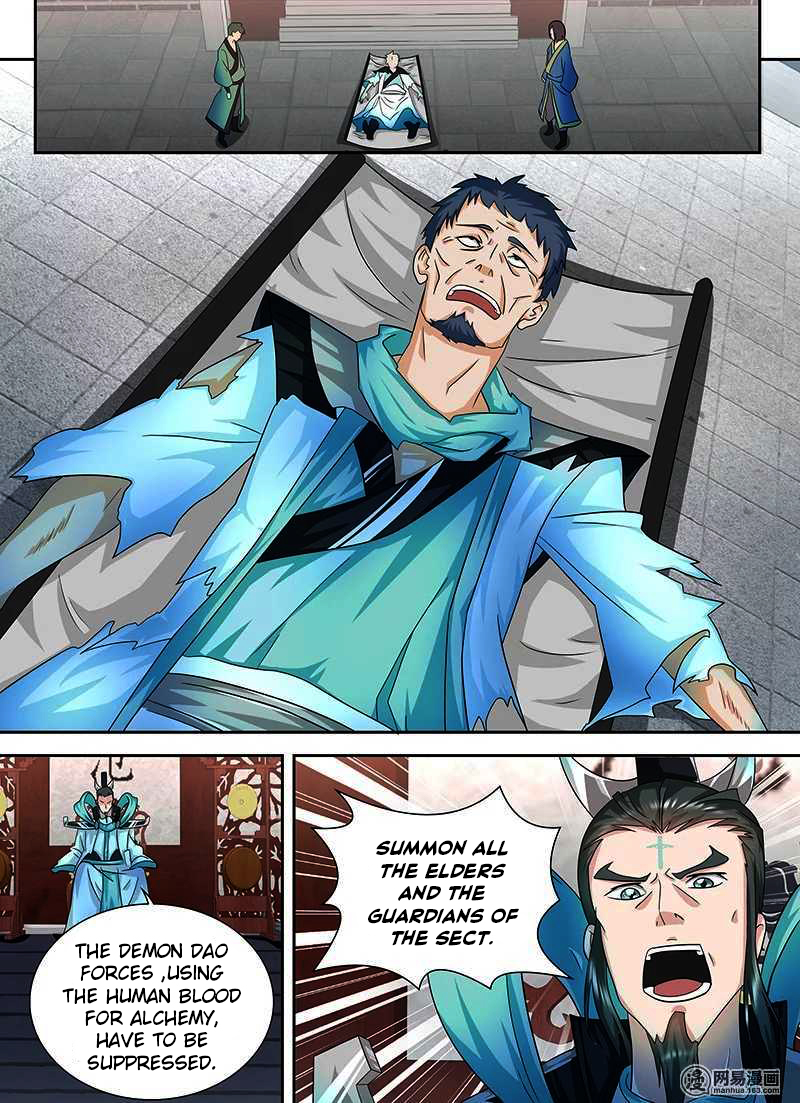 THE DEMON DAO
FORCES ,USING
THE HUMAN BLOOD
FOR ALCHEMY,
HAVE TO BE
SUPPRESSED.
SUMMON ALL
THE ELDERS
AND THE
GUARDIANS OF
THE SECT.
网易漫画
manhua.163.com